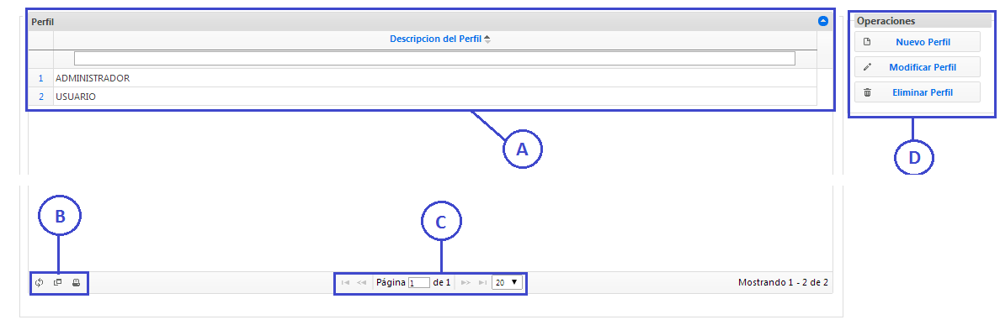 Perfil
Descripcion del Perfil
1 ADMINISTRADOR
2 USUARIO
A
Operaciones
Nuevo Perfil
Modificar Perfil
Eliminar Perfil
D
B
C
Página 1 de 1 20
Mostrando 1 - 2 de 2